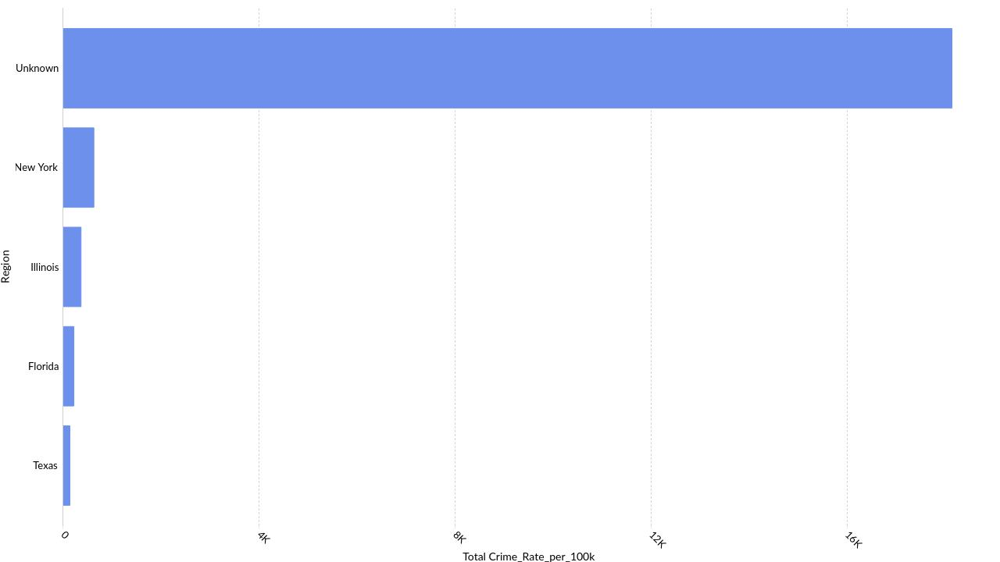 Unknown
New York
Illinois
Florida
Texas
Region
0
4K
8K
12K
16K
Total Crime_Rate_per_100k